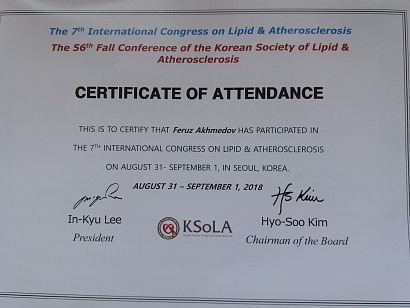 The 7th International Congress on Lipid & Atherosclerosis
The 56th Fall Conference of the Korean Society of Lipid &
Atherosclerosis
CERTIFICATE OF ATTENDANCE
THIS IS TO CERTIFY THAT Feruz Akhmedov HAS PARTICIPATED IN
THE 7TH INTERNATIONAL CONGRESS ON LIPID & ATHEROSCLEROSIS
ON AUGUST 31- SEPTEMBER 1, IN SEOUL, KOREA.
AUGUST 31 – SEPTEMBER 1, 2018
HS Kim
In-Kyu Lee
KSoLA
Hyo-Soo Kim
President
Chairman of the Board